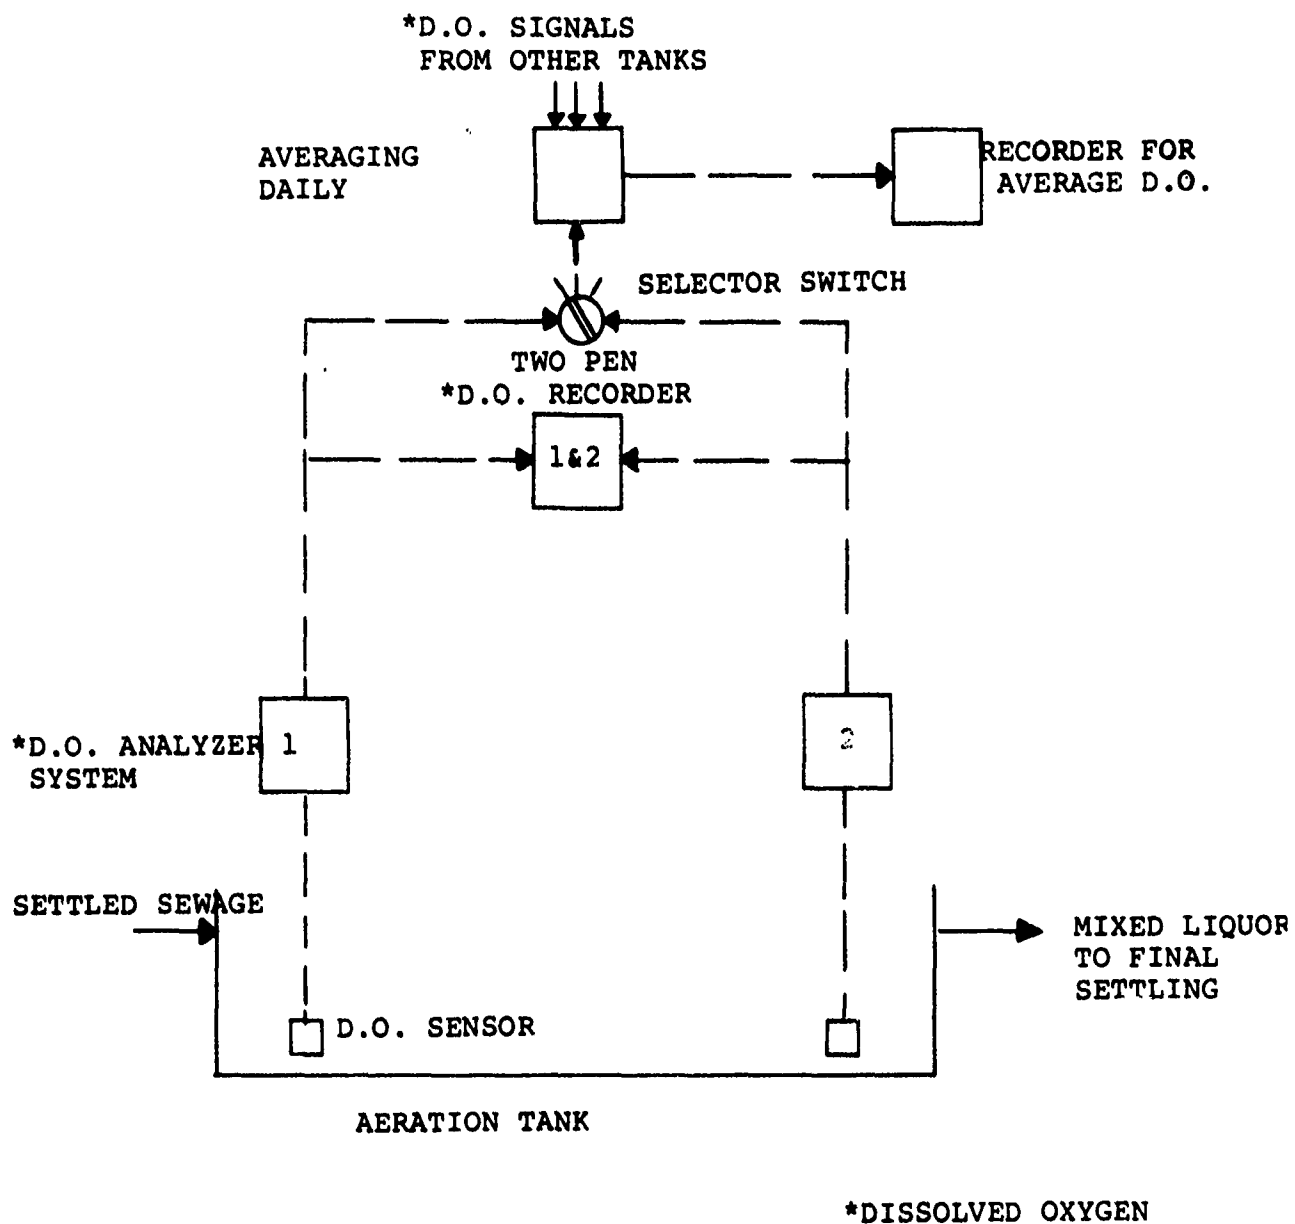 *D.O. SIGNALS
FROM OTHER TANKS
AVERAGING
DAILY
RECORDER FOR
AVERAGE D.O.
SELECTOR SWITCH
TWO PEN
*D.O. RECORDER
1&2
*D.O. ANALYZER
SYSTEM
1
2
SETTLED SEWAGE
MIXED LIQUOR
TO FINAL
SETTLING
D.O. SENSOR
AERATION TANK
*DISSOLVED OXYGEN